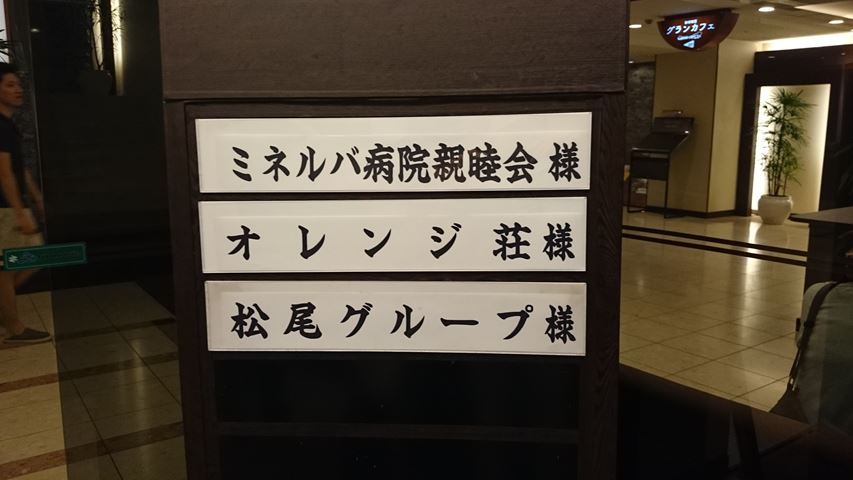 グランカフェ
ミネルバ病院親睦会 様
オレンジ荘様
松尾グループ様